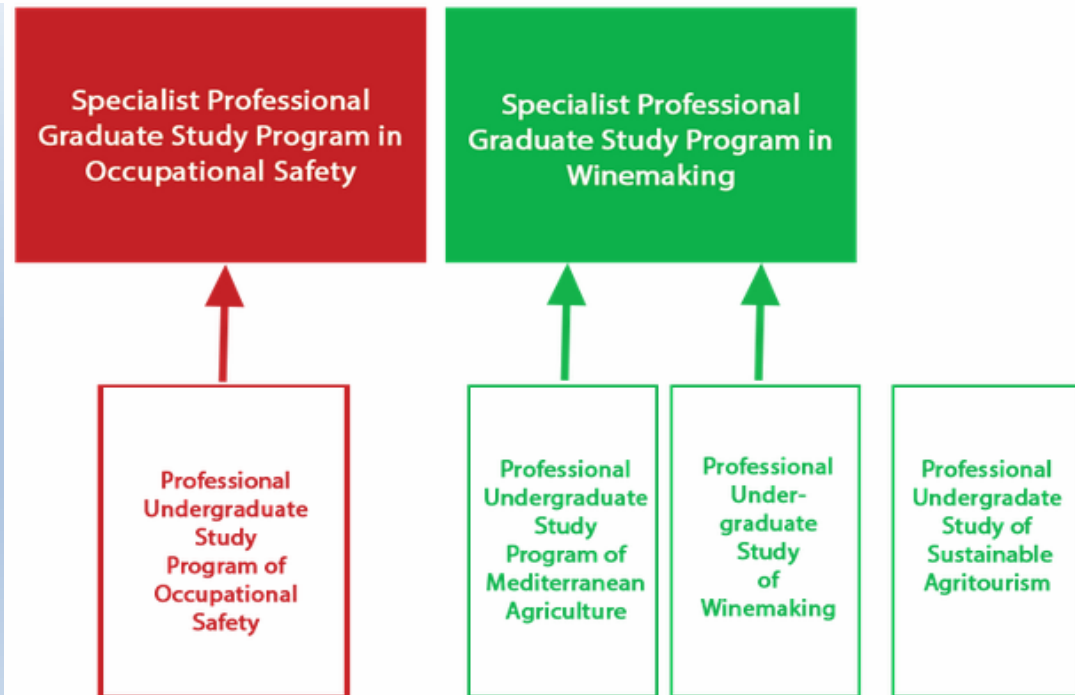 Specialist Professional
Graduate Study Program in
Occupational Safety
Specialist Professional
Graduate Study Program in
Winemaking
Professional
Undergraduate
Study
Program of
Occupational
Safety
Professional
Undergraduate
Study
Program of
Mediterranean
Agriculture
Professional
Under-
graduate
Study
of
Winemaking
Professional
Undergradate
Study of
Sustainable
Agritourism